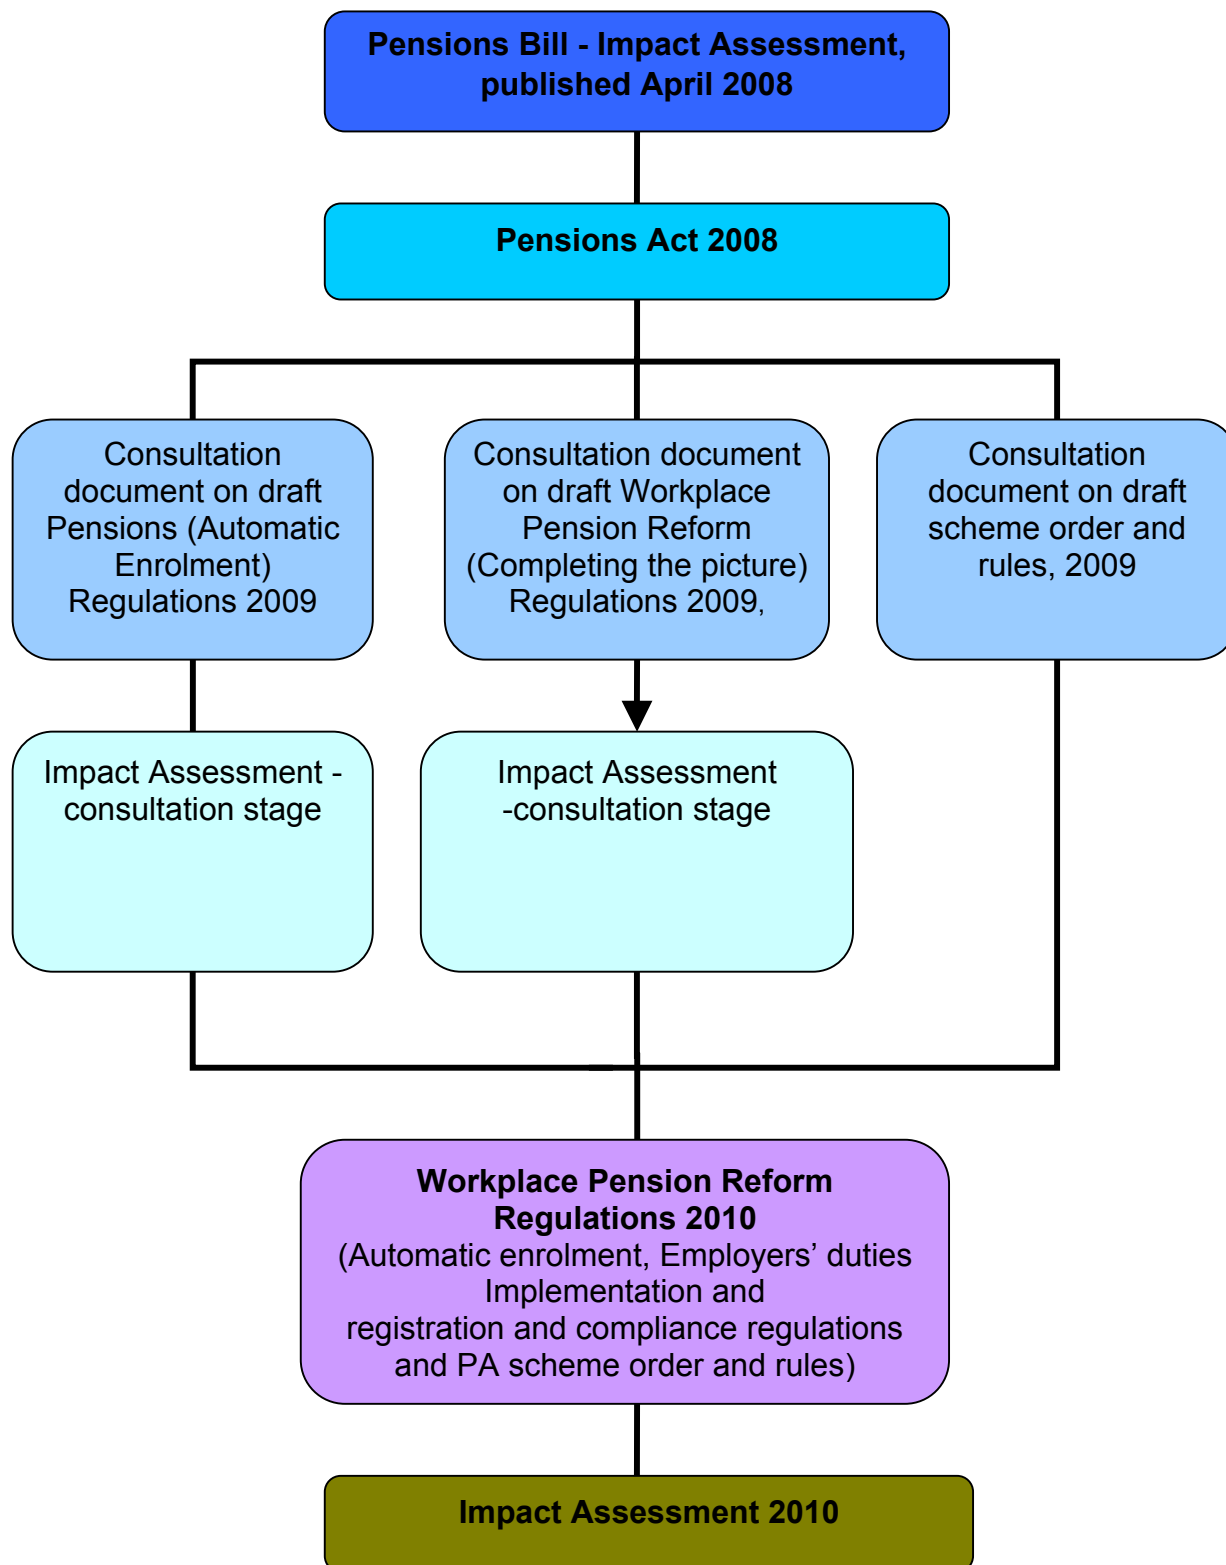 Pensions Bill - Impact Assessment,
published April 2008
Pensions Act 2008
Consultation
document on draft
Pensions (Automatic
Enrolment)
Regulations 2009
Consultation document
on draft Workplace
Pension Reform
(Completing the picture)
Regulations 2009,
Consultation
document on draft
scheme order and
rules, 2009
Impact Assessment -
consultation stage
Impact Assessment
-consultation stage
Workplace Pension Reform
Regulations 2010
(Automatic enrolment, Employers’ duties
Implementation and
registration and compliance regulations
and PA scheme order and rules)
Impact Assessment 2010